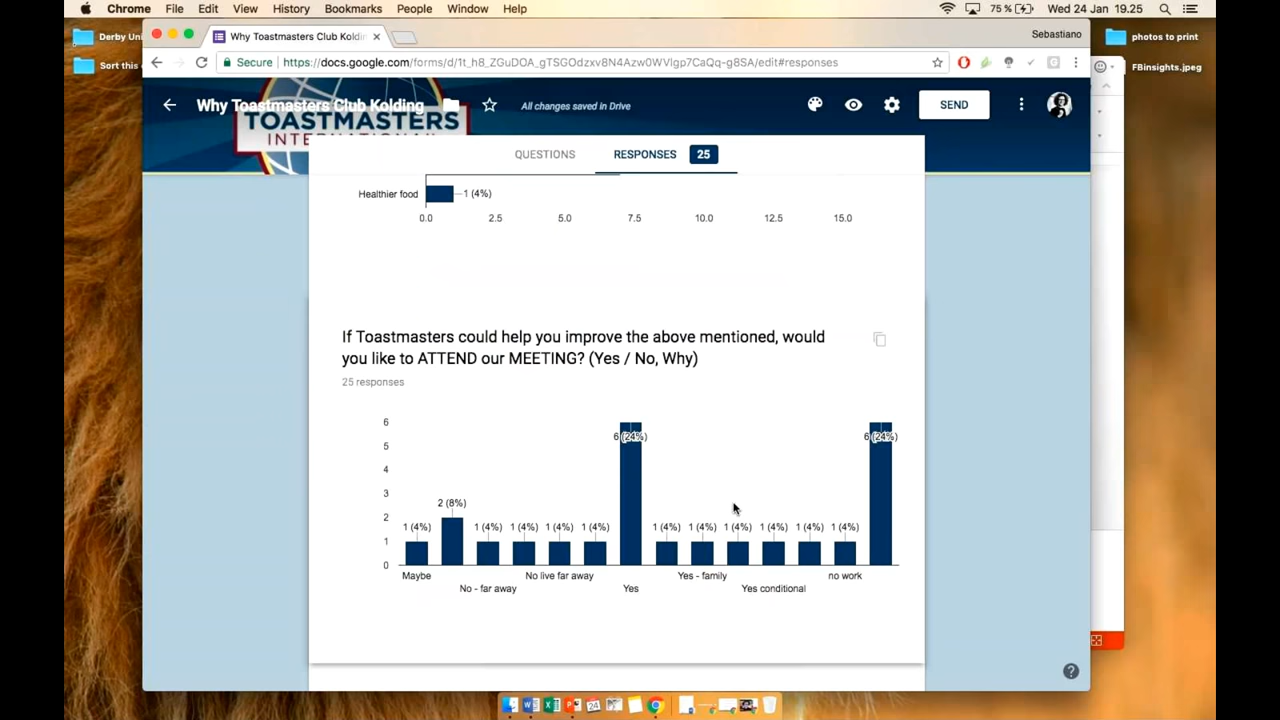 Chrome File Edit View History Bookmarks People Window Help 75 % Wed 24 Jan 19.25
Derby Uni
Why Toastmasters Club Koldin
Sebastiano
photos to print
Sort this
Secure https://docs.google.com/forms/d/1t_h8_ZGuDOA_gTSGOdzxv8N4Azw0WVlgp7CaQq-g8SA/edit#responses
FBinsights.jpeg
Why Toastmasters Club Kolding
All changes saved in Drive
SEND
TOASTMASTERS
INTERNATIONAL
QUESTIONS RESPONSES 25
Healthier food 1 (4%)
0.0 2.5 5.0 7.5 10.0 12.5 15.0
If Toastmasters could help you improve the above mentioned, would
you like to ATTEND our MEETING? (Yes / No, Why)
25 responses
6
5
4
3
2
1
0
1 (4%) 2 (8%) 1 (4%) 1 (4%) 1 (4%) 1 (4%) 6 (24%) 1 (4%) 1 (4%) 1 (4%) 1 (4%) 1 (4%) 1 (4%) 6 (24%)
Maybe No live far away Yes - family no work
No - far away Yes Yes conditional